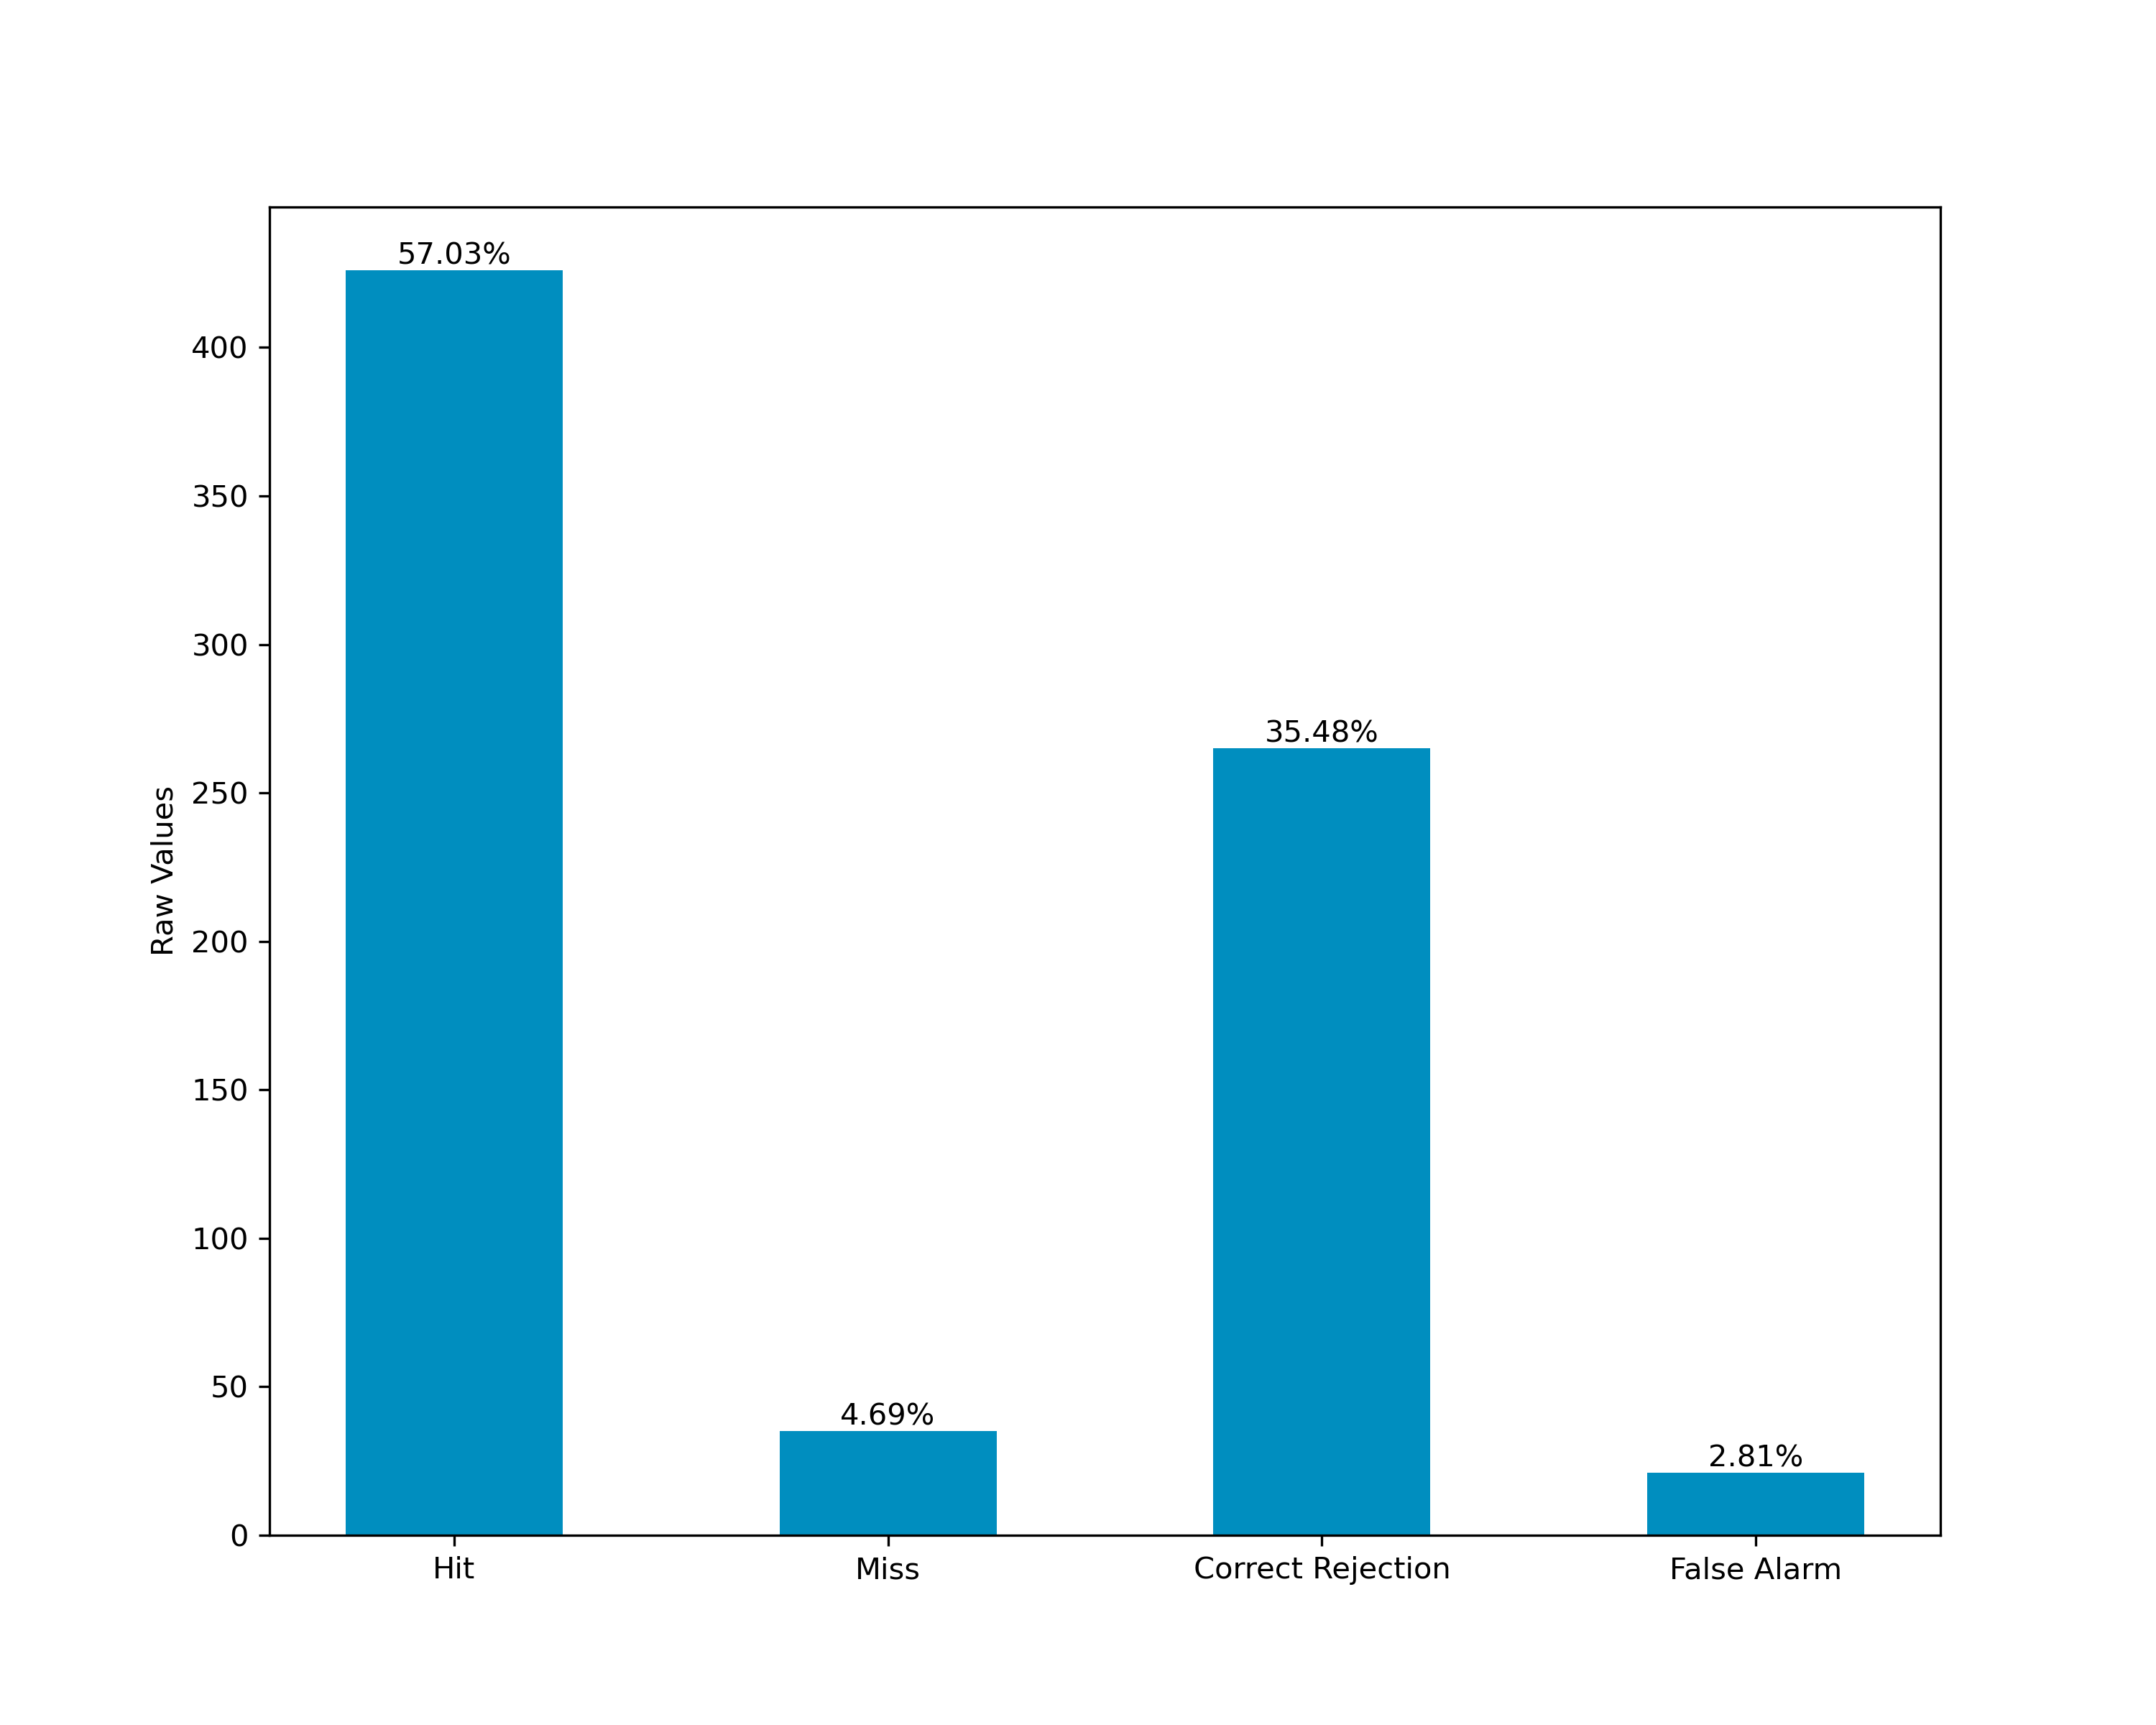 57.03%
400
350
300
35.48%
250
Raw Values
200
150
100
50
4.69%
2.81%
0
Hit
Miss
Correct Rejection
False Alarm